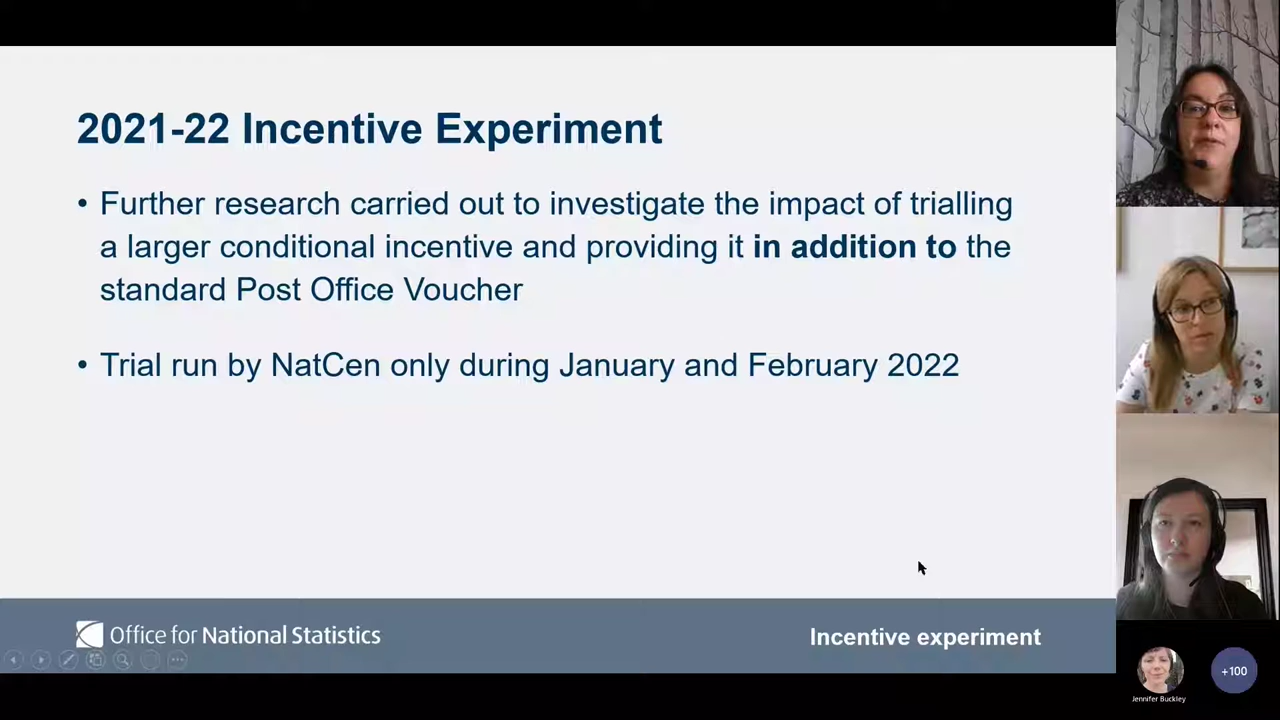 2021-22 Incentive Experiment
• Further research carried out to investigate the impact of trialling
a larger conditional incentive and providing it in addition to the
standard Post Office Voucher
• Trial run by NatCen only during January and February 2022
Office for National Statistics
Incentive experiment
+100
Jennifer Buckley